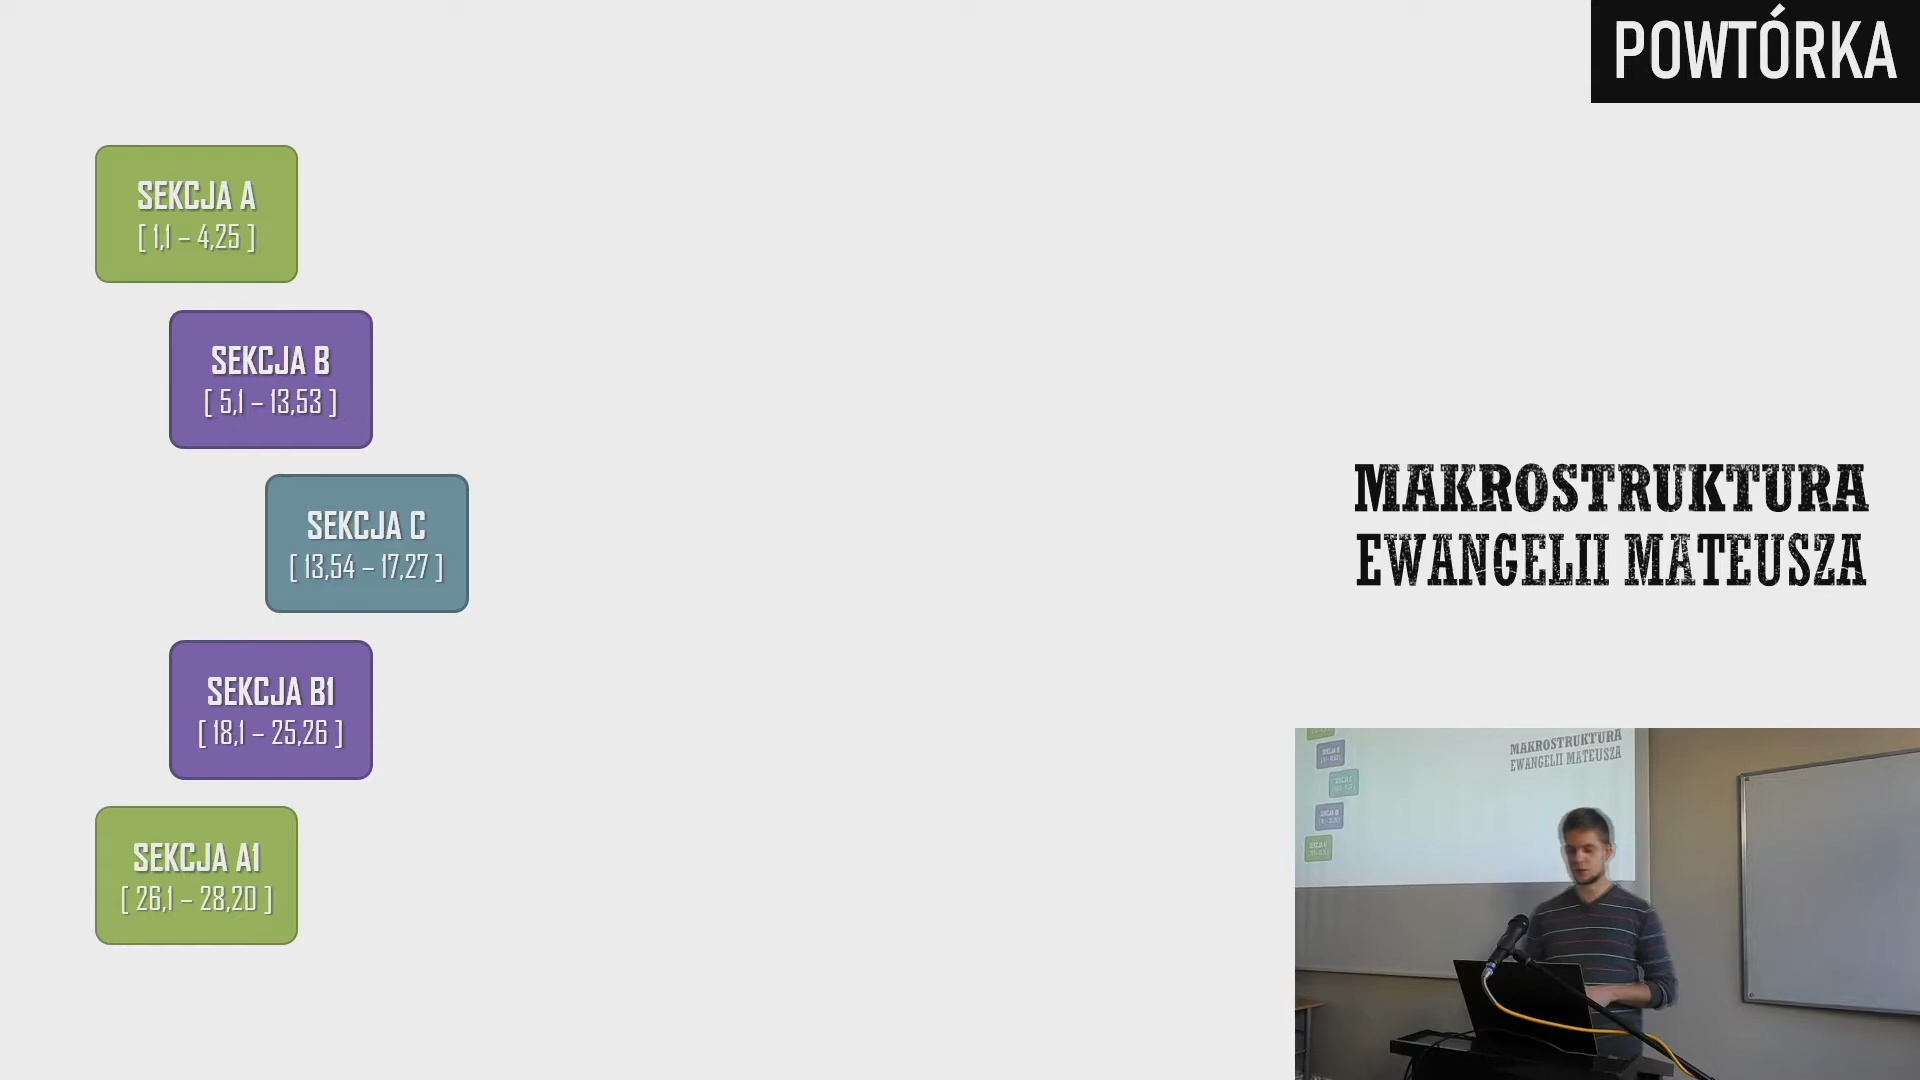 POWTÓRKA
SEKCJA A
[ 1,1 – 4,25 ]
SEKCJA B
[ 5,1 – 13,53 ]
SEKCJA C
[ 13,54 – 17,27 ]
SEKCJA B1
[ 18,1 – 25,26 ]
SEKCJA A1
[ 26,1 – 28,20 ]
MAKROSTRUKTURA
EWANGELII MATEUSZA
MAKROSTRUKTURA
EWANGELII MATEUSZA